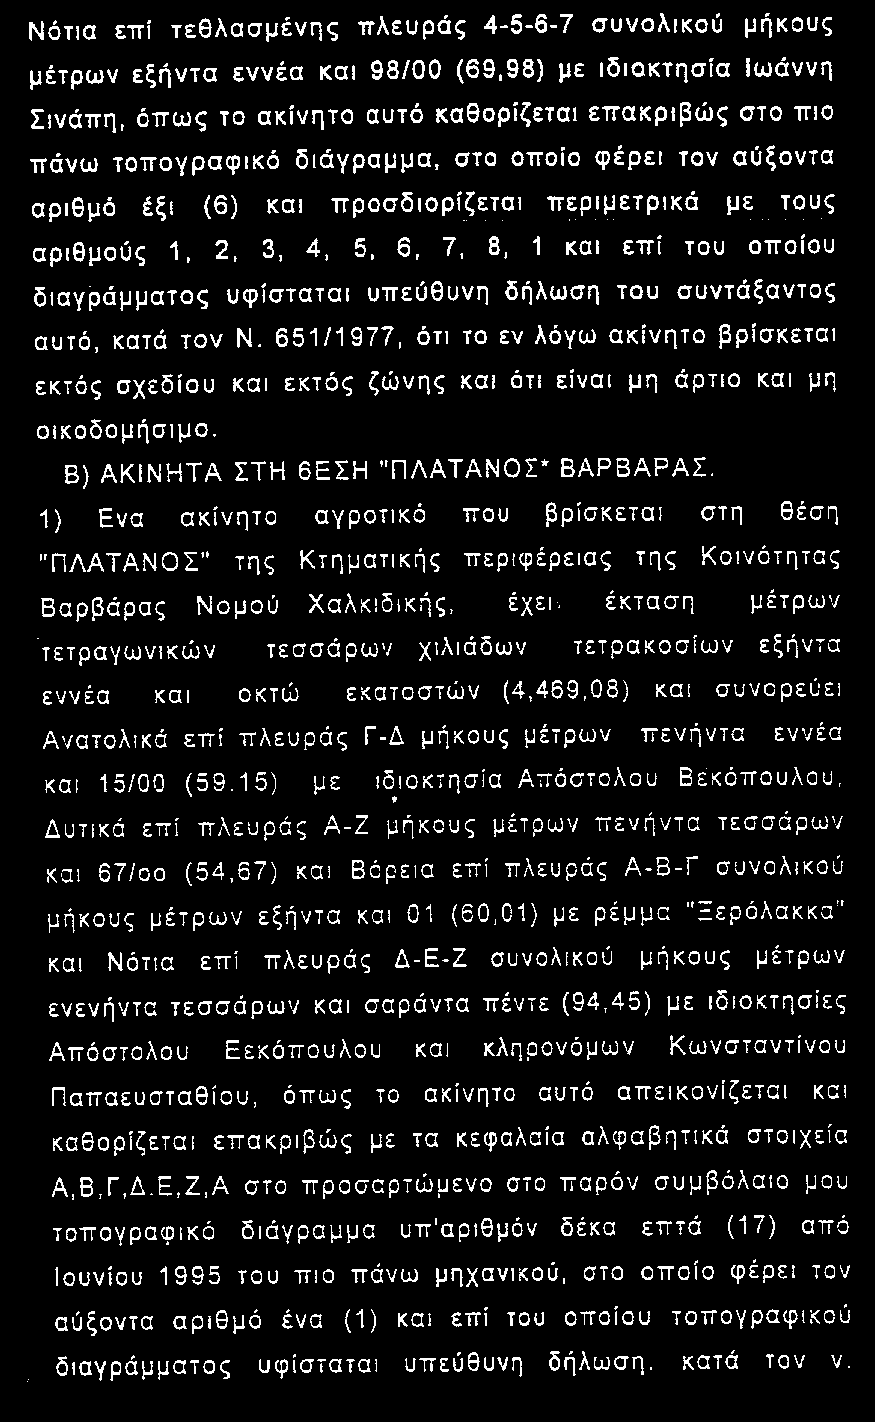 Νότια επί τεθλασμένης πλευράς 4-5-6-7 συνολικού μήκους
μέτρων εξήντα εννέα και 98/00 (69,98) με ιδιοκτησία Ιωάννη
Σινάπη, όπως το ακίνητο αυτό καθορίζεται επακριβώς στο πιο
πάνω τοπογραφικό διάγραμμα, στο οποίο φέρει τον αύξοντα
αριθμό έξι (6) και προσδιορίζεται περιμετρικά με τους
αριθμούς 1, 2, 3, 4, 5, 6, 7, 8, 1 και επί του οποίου
διαγράμματος υφίσταται υπεύθυνη δήλωση του συντάξαντος
αυτό, κατά τον Ν. 651/1977, ότι το εν λόγω ακίνητο βρίσκεται
εκτός σχεδίου και εκτός ζώνης και ότι είναι μη άρτιο και μη
οικοδομήσιμο.
Β) ΑΚΙΝΗΤΑ ΣΤΗ 6ΕΣΗ "ΠΛΑΤΑΝΟΣ* ΒΑΡΒΑΡΑΣ.
1) Ενα ακίνητο αγροτικό που βρίσκεται στη θέση
"ΠΛΑΤΑΝΟΣ" της Κτηματικής περιφέρειας της Κοινότητας
Βαρβάρας Νομού Χαλκιδικής, έχει έκταση μέτρων
τετραγωνικών τεσσάρων χιλιάδων τετρακοσίων εξήντα
εννέα και οκτώ εκατοστών (4,469,08) και συνορεύει
Ανατολικά επί πλευράς Γ-Δ μήκους μέτρων πενήντα εννέα
και 15/00 (59.15) με ιδιοκτησία Απόστολου Βεκόπουλου,
Δυτικά επί πλευράς Α-Ζ μήκους μέτρων πενήντα τεσσάρων
και 67/οο (54,67) και Βόρεια επί πλευράς Α-Β-Γ συνολικού
μήκους μέτρων εξήντα και 01 (60,01) με ρέμμα "Ξερόλακκα"
και Νότια επί πλευράς Δ-Ε-Ζ συνολικού μήκους μέτρων
ενενήντα τεσσάρων και σαράντα πέντε (94,45) με ιδιοκτησίες
Απόστολου Εεκόπουλου και κληρονόμων Κωνσταντίνου
Παπαευσταθίου, όπως το ακίνητο αυτό απεικονίζεται και
καθορίζεται επακριβώς με τα κεφαλαία αλφαβητικά στοιχεία
Α,Β,Γ,Δ.Ε,Ζ,Α στο προσαρτώμενο στο παρόν συμβόλαιο μου
τοπογραφικό διάγραμμα υπ'αριθμόν δέκα επτά (17) από
Ιουνίου 1995 του πιο πάνω μηχανικού, στο οποίο φέρει τον
αύξοντα αριθμό ένα (1) και επί του οποίου τοπογραφικού
διαγράμματος υφίσταται υπεύθυνη δήλωση. κατά τον ν.